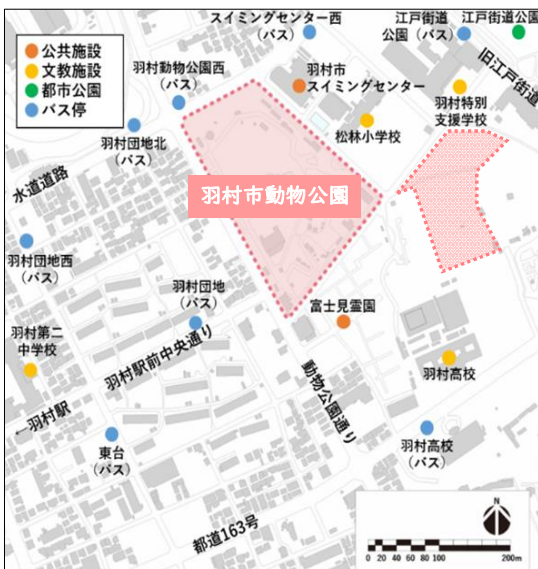 公共施設
文教施設
都市公園
バス停
スイミングセンター西
（バス）
江戸街道
公園（バス）
江戸街道公園
旧江戸街道
羽村動物公園西
（バス）
羽村市
スイミングセンター
羽村特別
支援学校
松林小学校
羽村団地北
（バス）
水道道路
羽村市動物公園
羽村団地西
（バス）
羽村団地
（バス）
富士見霊園
羽村第二
中学校
羽村駅前中央通り
動物公園通り
羽村高校
←羽村駅
東台
（バス）
羽村高校
（バス）
都道163号
N
0 20 40 60 80 100 200m